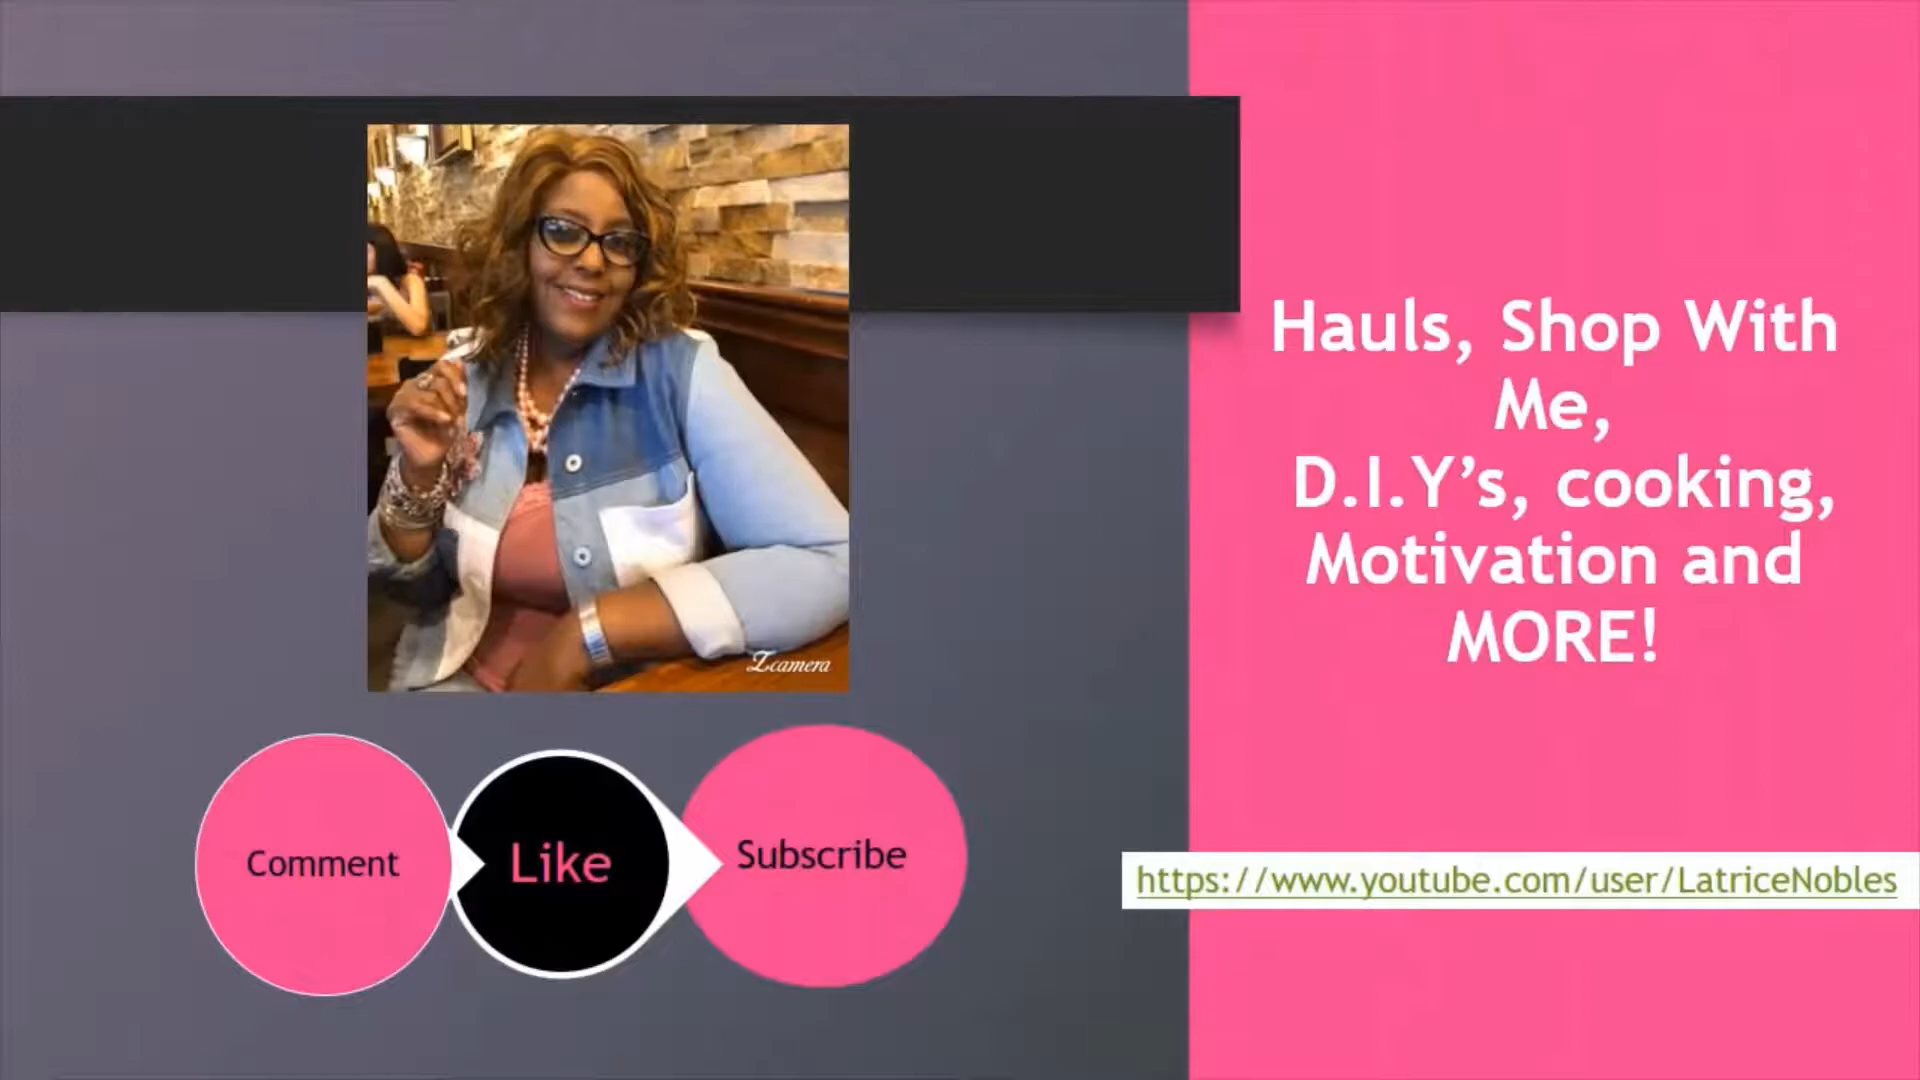 Hauls, Shop With
Me,
D.I.Y’s, cooking,
Motivation and
MORE!
Zcamera
Comment
Like
Subscribe
https://www.youtube.com/user/LatriceNobles